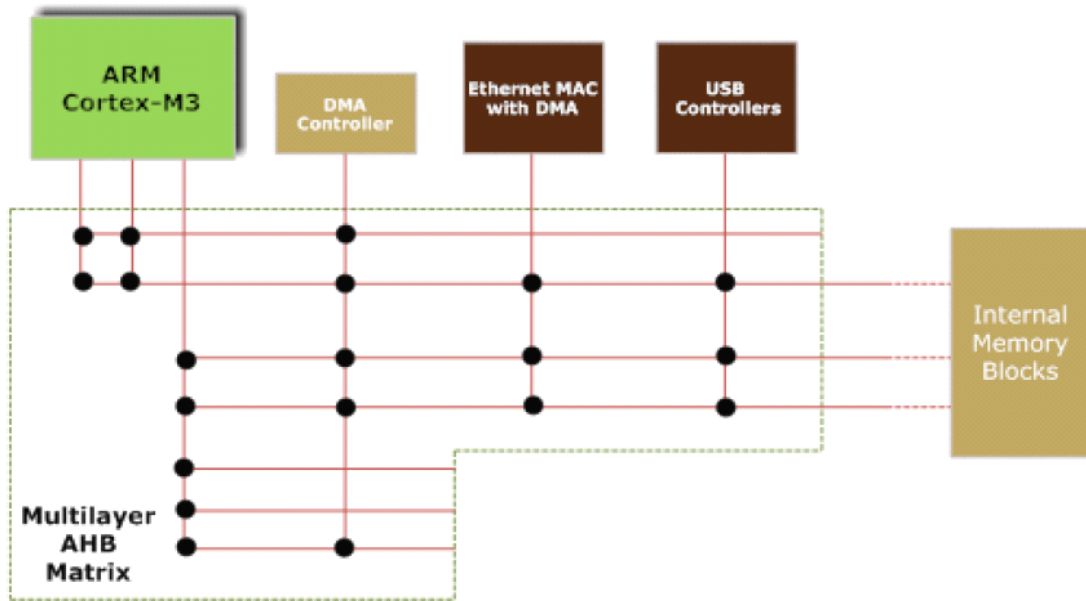 ARM
Cortex-M3
DMA
Controller
Ethernet MAC
with DMA
USB
Controllers
Internal
Memory
Blocks
Multilayer
AHB
Matrix